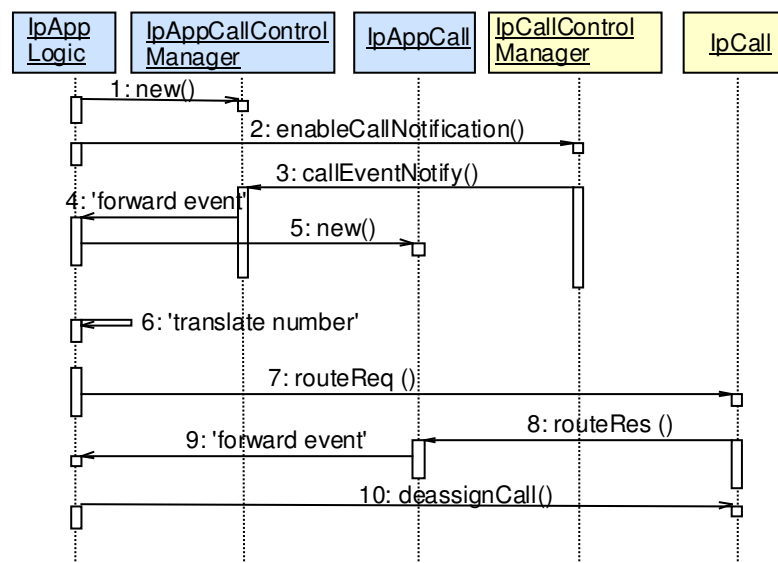 IpApp
Logic
IpAppCallControl
Manager
IpAppCall
IpCallControl
Manager
IpCall
1: new()
2: enableCallNotification()
3: callEventNotify()
4: 'forward event'
5: new()
6: 'translate number'
7: routeReq ()
8: routeRes ()
9: 'forward event'
10: deassignCall()